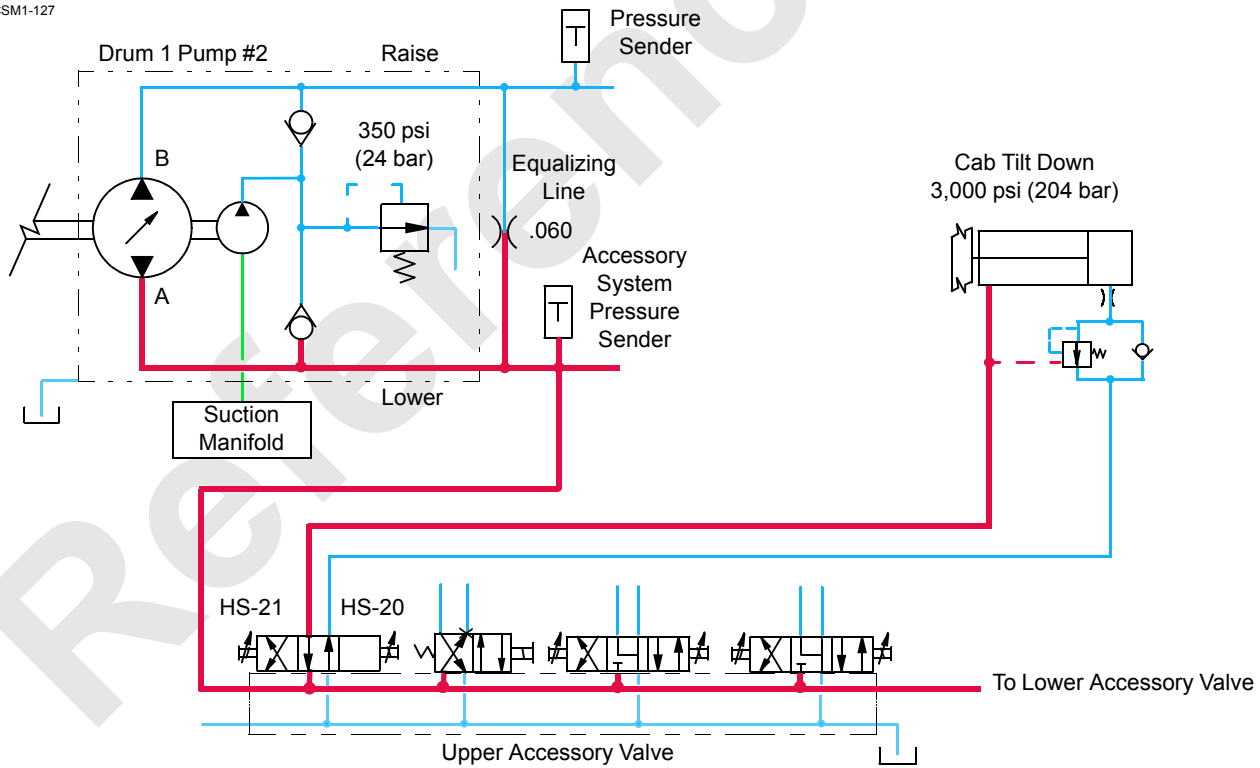 SM1-127
Pressure
Sender
Drum 1 Pump #2
Raise
350 psi
(24 bar)
B
Equalizing
Line
.060
Cab Tilt Down
3,000 psi (204 bar)
A
Accessory
System
Pressure
Sender
Lower
Suction
Manifold
HS-21
HS-20
To Lower Accessory Valve
Upper Accessory Valve
Reference